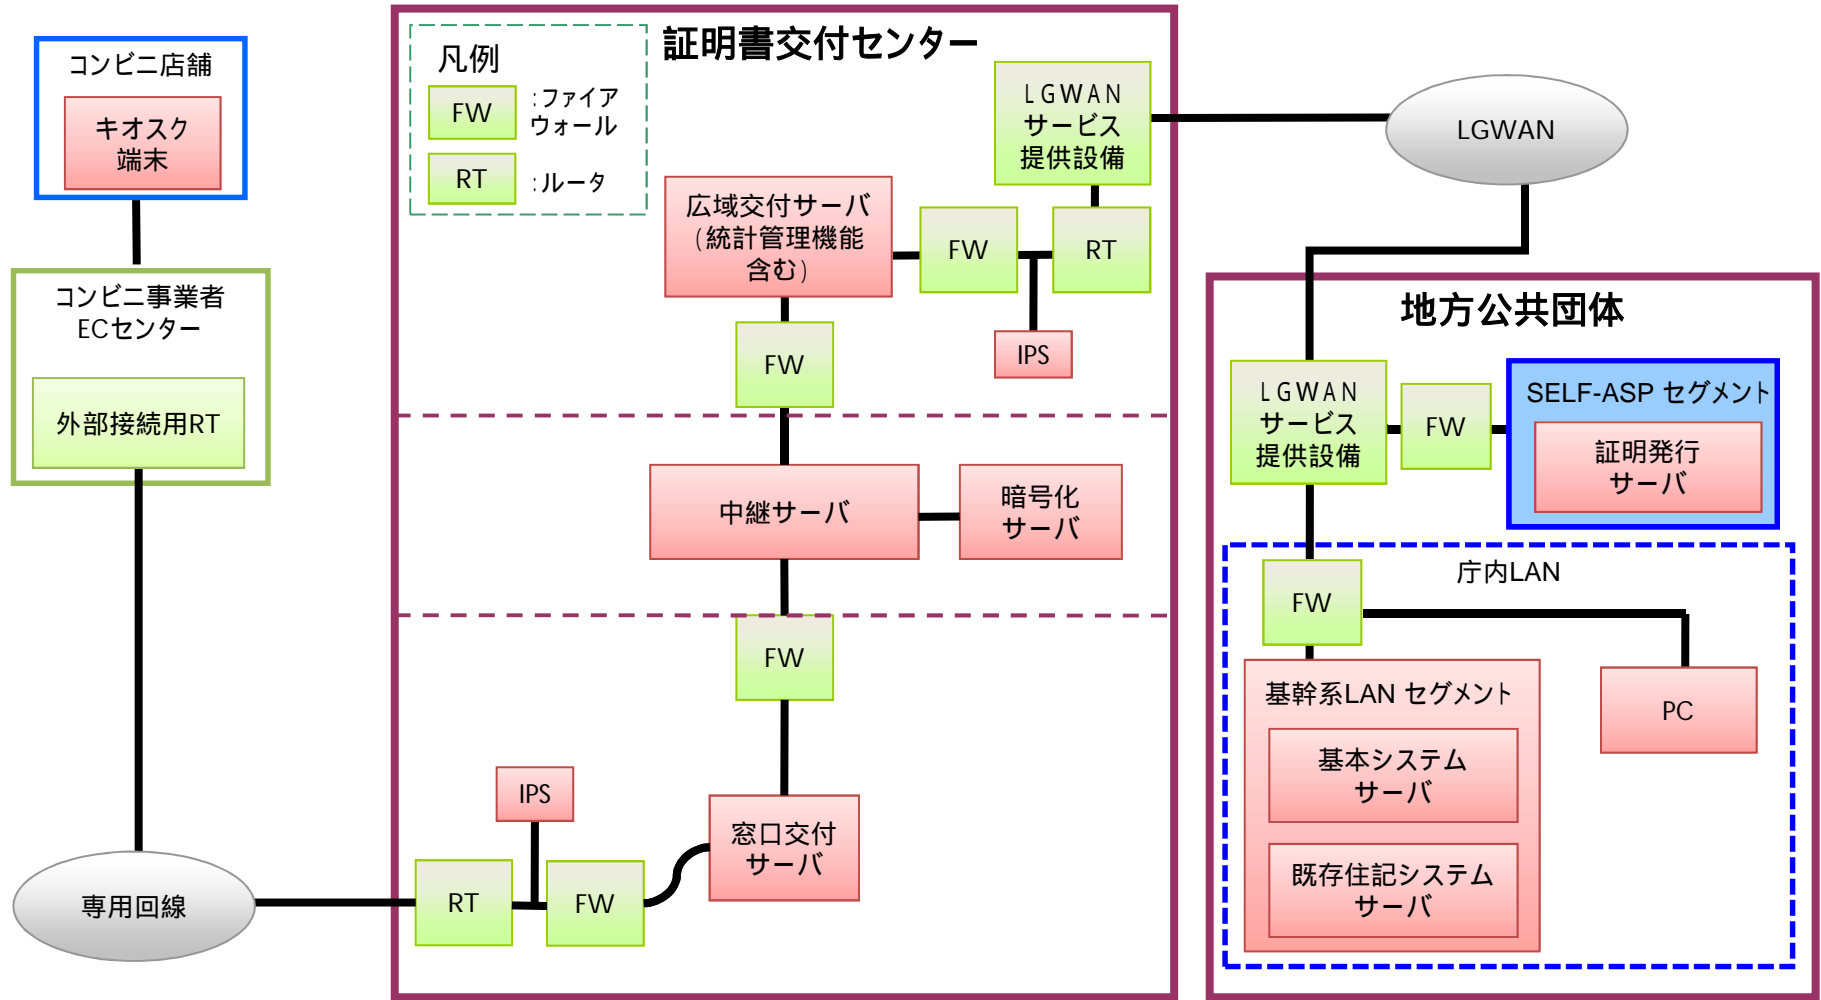 コンビニ店舗
キオスク
端末
コンビニ事業者
ECセンター
外部接続用RT
専用回線
証明書交付センター
凡例
FW
:ファイア
ウォール
RT
:ルータ
LGWAN
サービス
提供設備
広域交付サーバ
(統計管理機能
含む)
FW
RT
IPS
FW
中継サーバ
暗号化
サーバ
FW
IPS
窓口交付
サーバ
RT
FW
LGWAN
地方公共団体
LGWAN
サービス
提供設備
FW
SELF-ASP セグメント
証明発行
サーバ
庁内LAN
FW
基幹系LAN セグメント
基本システム
サーバ
既存住記システム
サーバ
PC